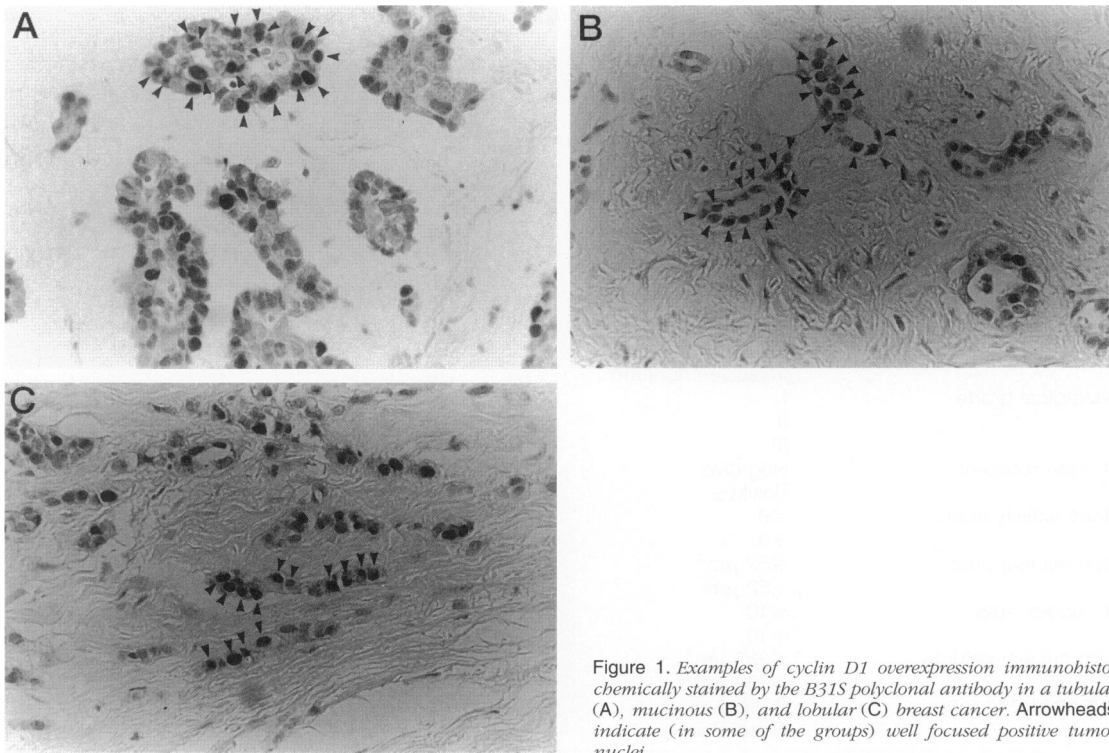 A
B
C
Figure 1. Examples of cyclin D1 overexpression immunohisto
chemically stained by the B31S polyclonal antibody in a tubula
(A), mucinous (B), and lobular (C) breast cancer. Arrowheads
indicate (in some of the groups) well focused positive tumo
nuclei.